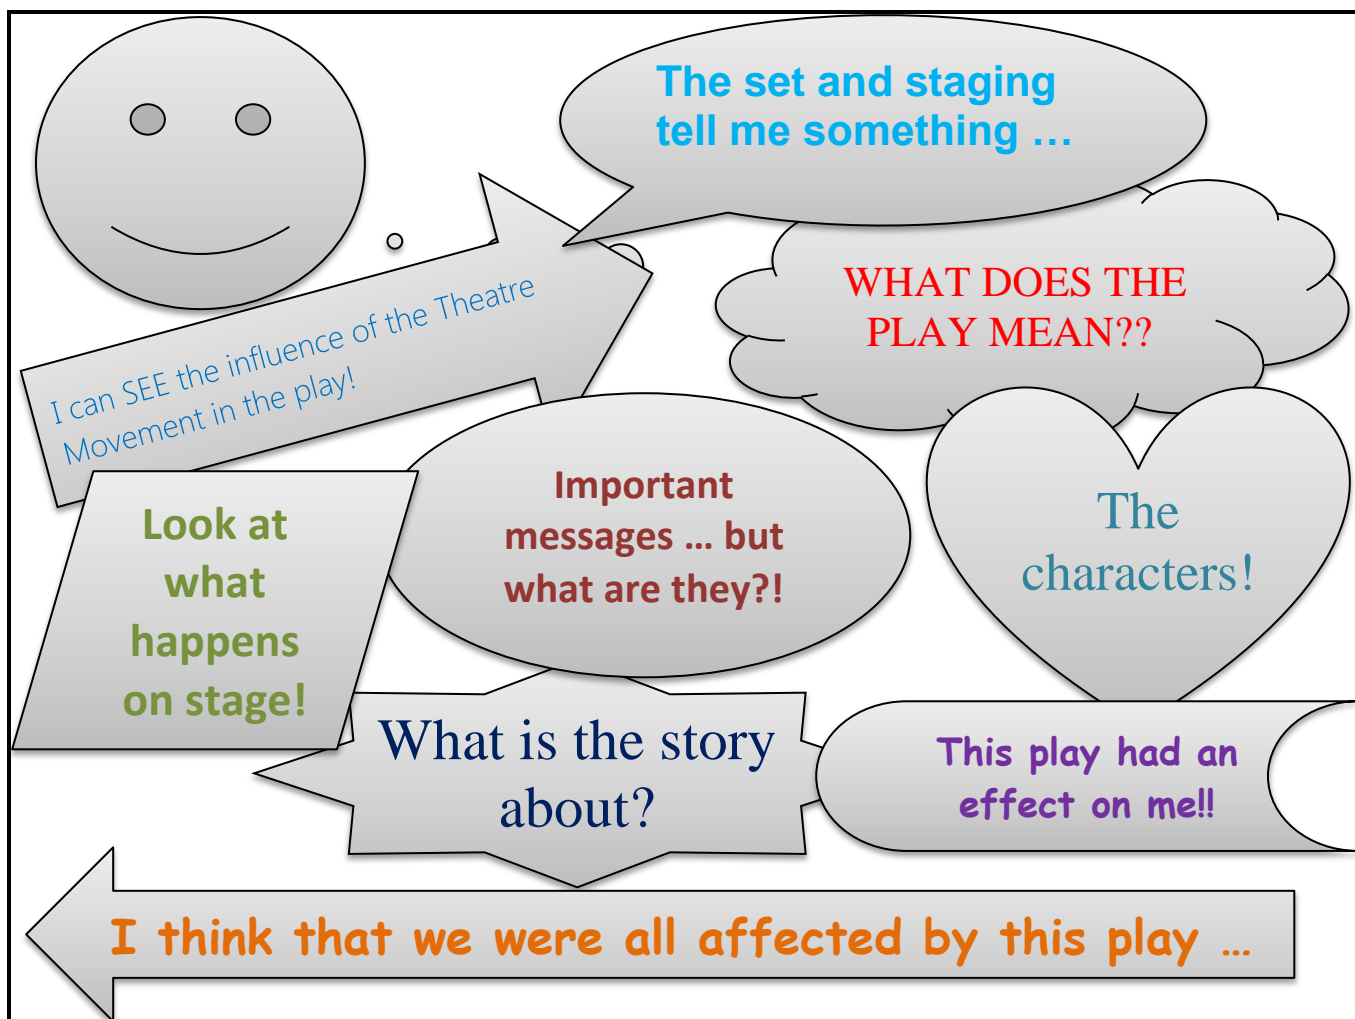 The set and staging
tell me something …
I can SEE the influence of the Theatre
Movement in the play!
WHAT DOES THE
PLAY MEAN??
Look at
what
happens
on stage!
Important
messages … but
what are they?!
The
characters!
What is the story
about?
This play had an
effect on me!!
I think that we were all affected by this play …